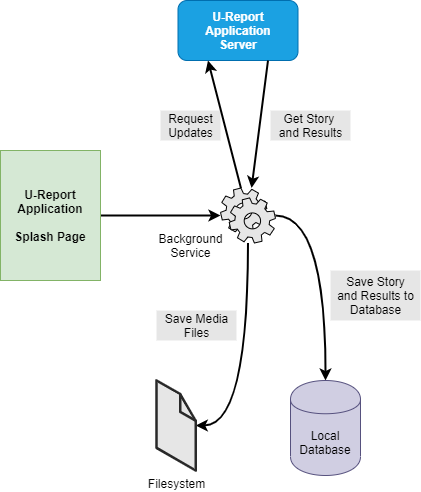 U-Report
Application
Server
Request
Updates
Get Story
and Results
U-Report
Application
Splash Page
Background
Service
Save Story
and Results to
Database
Save Media
Files
Local
Database
Filesystem